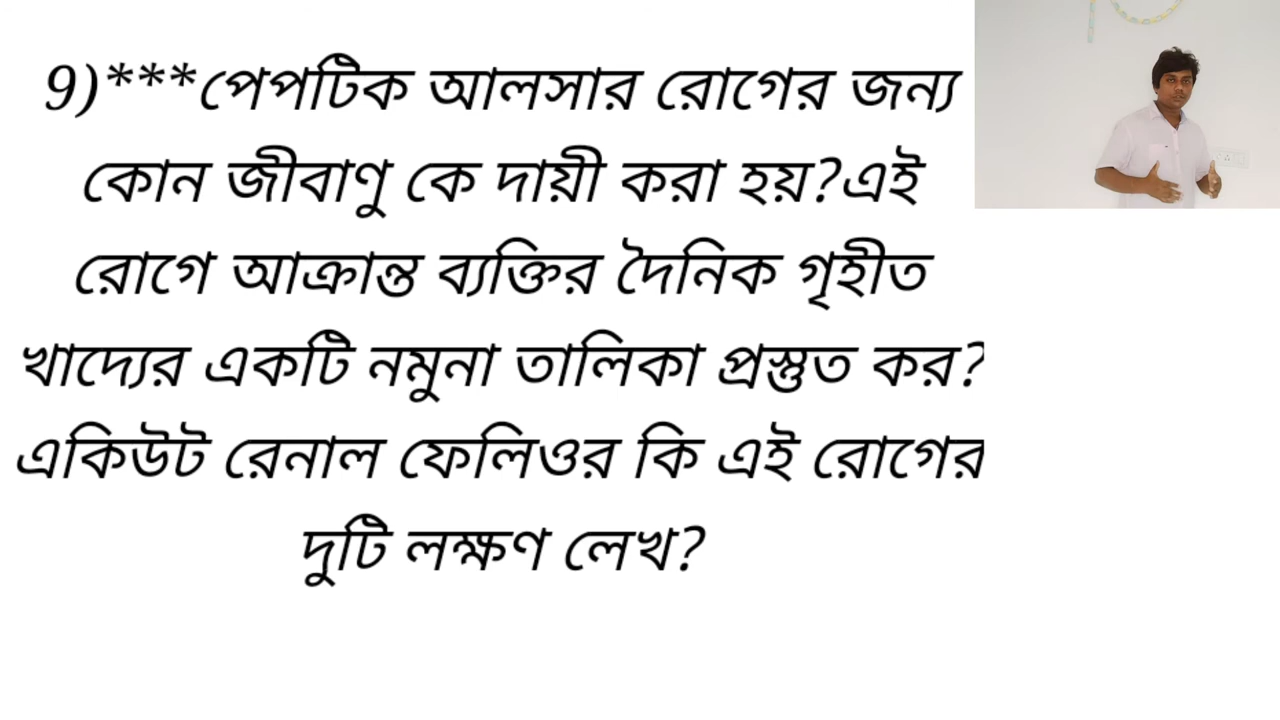 9)***পেপটিক আলসার রোগের জন্য
কোন জীবাণু কে দায়ী করা হয়?এই
রোগে আক্রান্ত ব্যক্তির দৈনিক গৃহীত
খাদ্যের একটি নমুনা তালিকা প্রস্তুত কর?
একিউট রেনাল ফেলিওর কি এই রোগের
দুটি লক্ষণ লেখ?